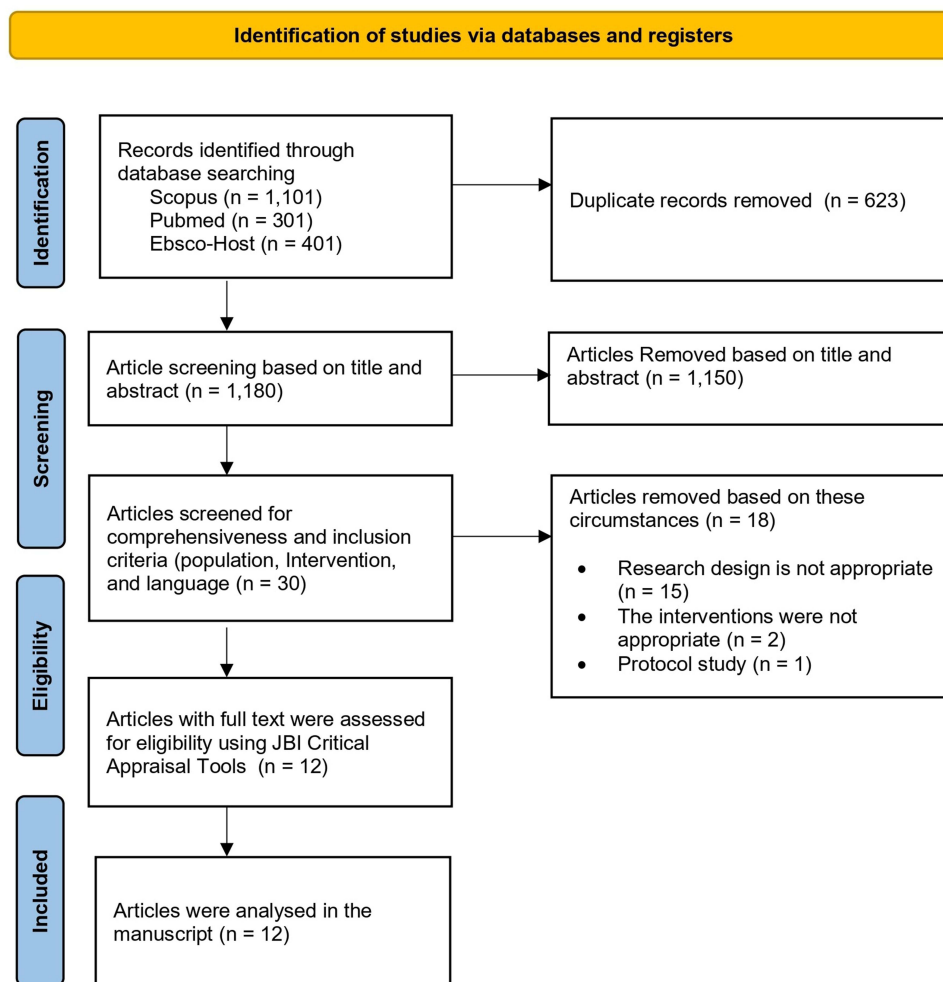 Identification of studies via databases and registers
Identification
Records identified through
database searching
Scopus (n = 1,101)
Pubmed (n = 301)
Ebsco-Host (n = 401)
Duplicate records removed (n = 623)
Screening
Article screening based on title and
abstract (n = 1,180)
Articles Removed based on title and
abstract (n = 1,150)
Articles screened for
comprehensiveness and inclusion
criteria (population, Intervention,
and language (n = 30)
Articles removed based on these
circumstances (n = 18)
• Research design is not appropriate
(n = 15)
• The interventions were not
appropriate (n = 2)
• Protocol study (n = 1)
Eligibility
Articles with full text were assessed
for eligibility using JBI Critical
Appraisal Tools (n = 12)
Included
Articles were analysed in the
manuscript (n = 12)